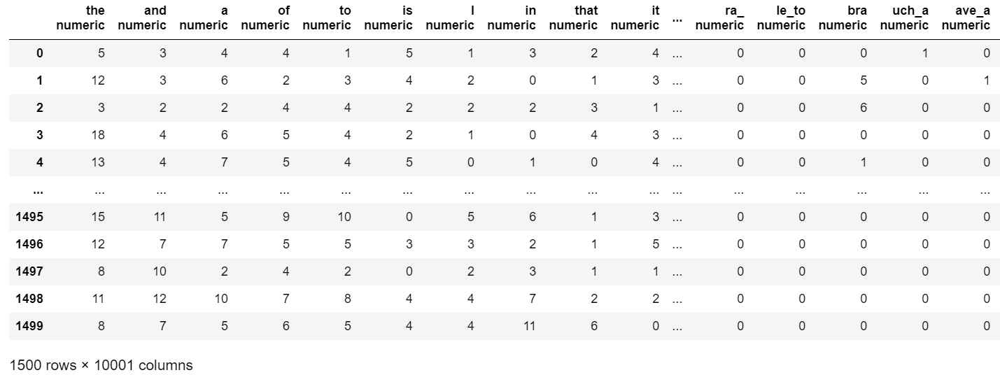 the and a of to is I in that it ... ra_ le_to bra uch_a ave_a
numeric numeric numeric numeric numeric numeric numeric numeric numeric numeric numeric numeric numeric numeric numeric
0 5 3 4 4 1 5 1 3 2 4 ... 0 0 0 1 0
1 12 3 6 2 3 4 2 0 1 3 ... 0 0 5 0 1
2 3 2 2 4 4 2 2 2 3 1 ... 0 0 6 0 0
3 18 4 6 5 4 2 1 0 4 3 ... 0 0 0 0 0
4 13 4 7 5 4 5 0 1 0 4 ... 0 0 1 0 0
... ... ... ... ... ... ... ... ... ... ... ... ... ... ... ... ...
1495 15 11 5 9 10 0 5 6 1 3 ... 0 0 0 0 0
1496 12 7 7 5 5 3 3 2 1 5 ... 0 0 0 0 0
1497 8 10 2 4 2 0 2 3 1 1 ... 0 0 0 0 0
1498 11 12 10 7 8 4 4 7 2 2 ... 0 0 0 0 0
1499 8 7 5 6 5 4 4 11 6 0 ... 0 0 0 0 0
1500 rows × 10001 columns